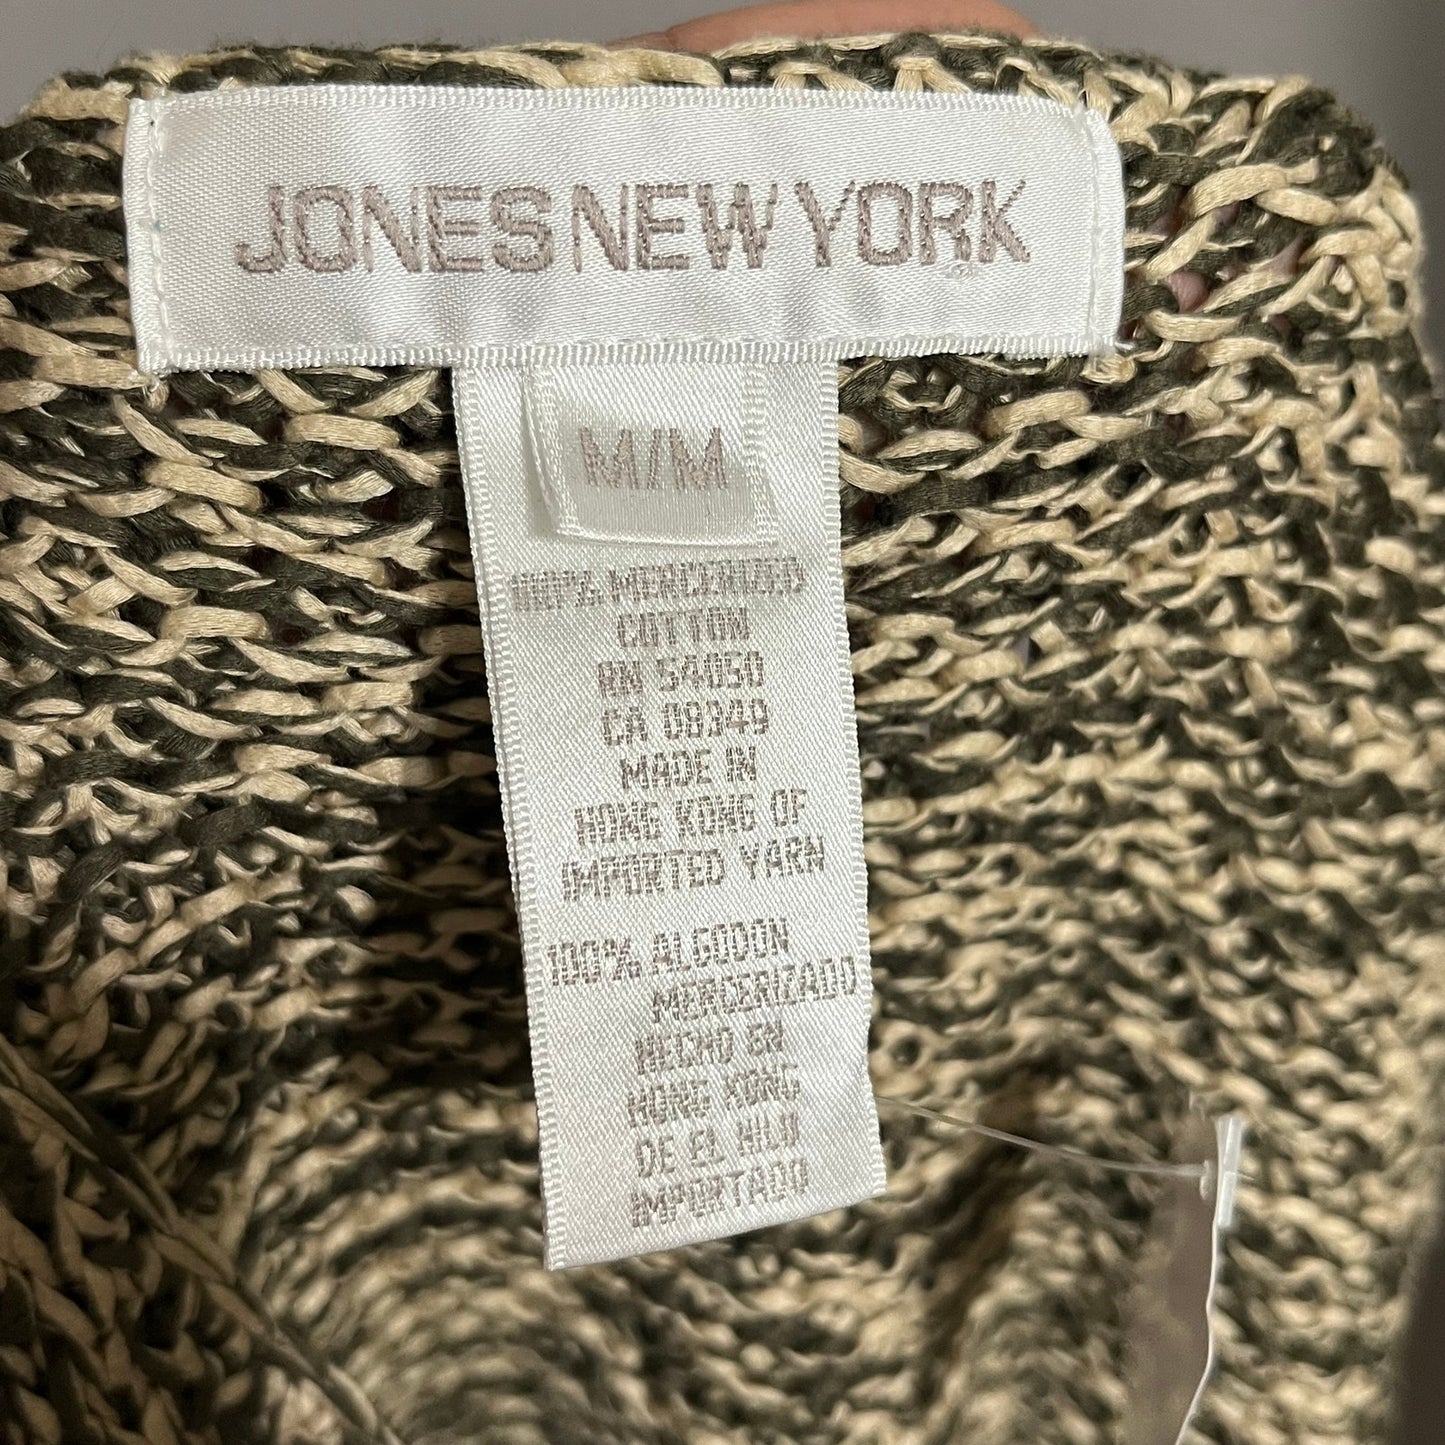 JONES NEW YORK
M/M
100% MERCERIZED
COTTON
RN 54050
CA 08349
MADE IN
HONG KONG OF
IMPORTED YARN
100% ALGODON
MERCERIZADO
HECHO EN
HONG KONG
DE EL HILO
IMPORTADO